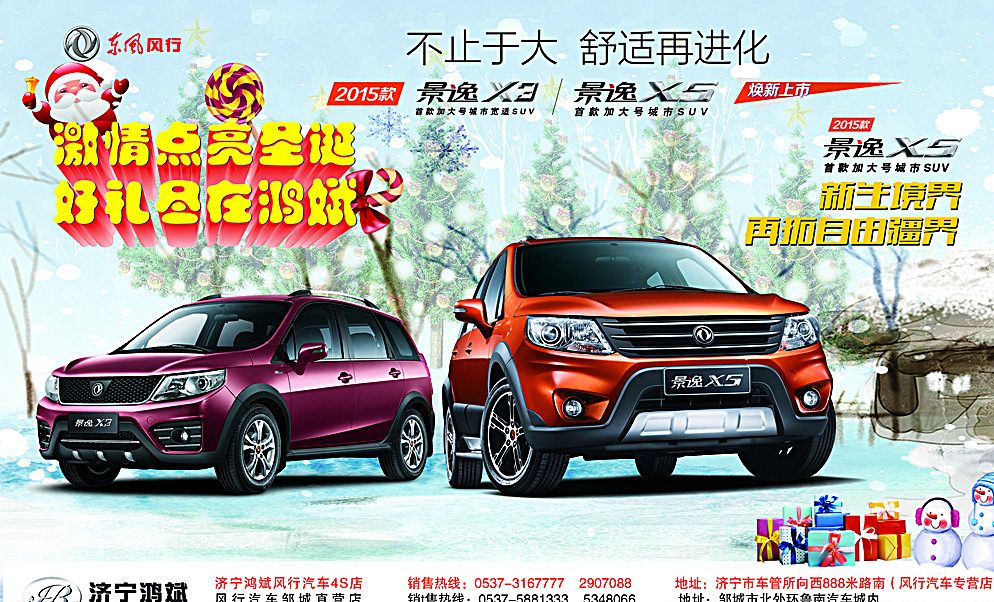 东风风行
不止于大 舒适再进化
2015款 景逸X3 景逸X5 焕新上市
首款加大号城市宽适SUV 首款加大号城市SUV
激情点亮圣诞
好礼尽在鸿斌
2015款
景逸X5
首款加大号城市SUV
新生境界
再拓自由疆界
景逸X3
景逸X5
济宁鸿斌
济宁鸿斌风行汽车4S店 销售热线：0537-3167777 2907088 地址：济宁市车管所向西888米路南（风行汽车专营店
风行汽车邹城直营店 销售热线：0537-5881333 5348066 地址：邹城市北外环鲁南汽车城内